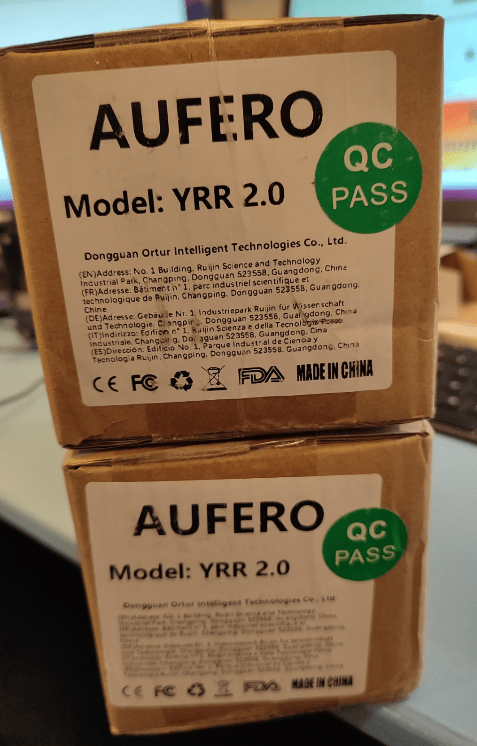 AUFERO
QC
PASS
Model: YRR 2.0
Dongguan Ortur Intelligent Technologies Co., Ltd.
(EN)Address: No. 1 Building, Ruijin Science and Technology
Industrial Park, Changping, Dongguan 523558, Guangdong, China
(FR)Adresse: Bâtiment n° 1, parc industriel scientifique et
technologique de Ruijin, Changping, Dongguan 523558, Guangdong,
Chine
(DE)Adresse: Gebäude Nr. 1, Industriepark Ruijin für Wissenschaft
und Technologie, Changping, Dongguan 523558, Guangdong, China
(IT)Indirizzo: Edificio n° 1, Ruijin Scienza e della Tecnologia Parco
Industriale, Changping, Dongguan 523558, Guangdong, Cina
(ES)Dirección: Edificio No. 1, Parque Industrial de Ciencia y
Tecnología Ruijin, Changping, Dongguan 523558, Guangdong, China
CE FC FDA MADE IN CHINA
AUFERO
QC
PASS
Model: YRR 2.0
Dongguan Ortur Intelligent Technologies Co., Ltd.
CE FC FDA MADE IN CHINA